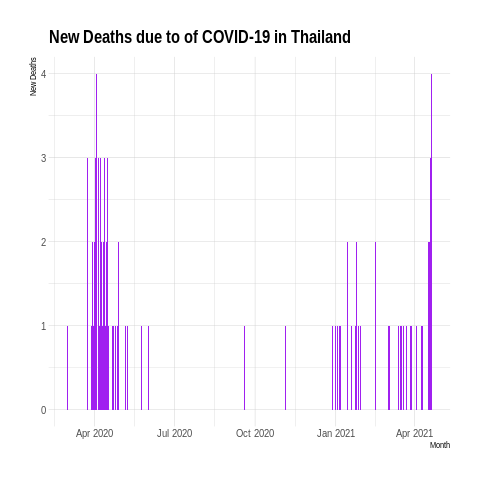 New Deaths due to of COVID-19 in Thailand
New Deaths
4
3
2
1
0
Apr 2020 Jul 2020 Oct 2020 Jan 2021 Apr 2021
Month